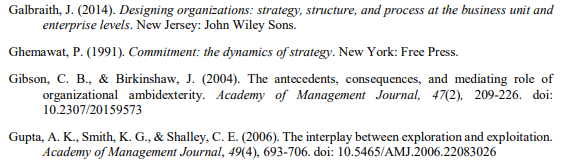 Galbraith, J. (2014). Designing organizations: strategy, structure, and process at the business unit and
enterprise levels. New Jersey: John Wiley Sons.
Ghemawat, P. (1991). Commitment: the dynamics of strategy. New York: Free Press.
Gibson, C. B., & Birkinshaw, J. (2004). The antecedents, consequences, and mediating role of
organizational ambidexterity. Academy of Management Journal, 47(2), 209-226. doi:
10.2307/20159573
Gupta, A. K., Smith, K. G., & Shalley, C. E. (2006). The interplay between exploration and exploitation.
Academy of Management Journal, 49(4), 693-706. doi: 10.5465/AMJ.2006.22083026